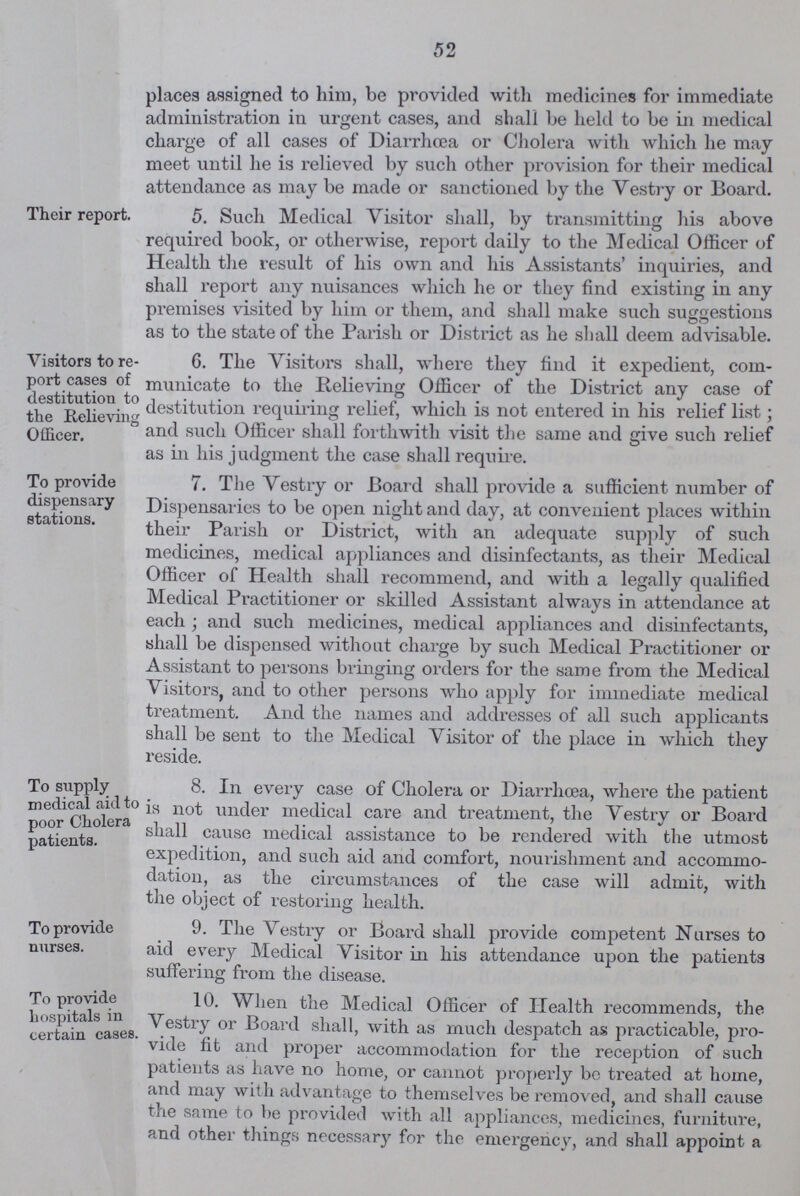 52
places assigned to him, be provided with medicines for immediate
administration in urgent cases, and shall be held to be in medical
charge of all cases of Diarrhœa or Cholera with which he may
meet until he is relieved by such other provision for their medical
attendance as may be made or sanctioned by the Vestry or Board.
Their report.
5. Such Medical Visitor shall, by transmitting his above
required book, or otherwise, report daily to the Medical Officer of
Health the result of his own and his Assistants' inquiries, and
shall report any nuisances which he or they find existing in any
premises visited by him or them, and shall make such suggestions
as to the state of the Parish or District as he shall deem advisable.
Visitors to re-
port cases of
destitution to
the Relieving
Officer.
6. The Visitors shall, where they find it expedient, com-
municate to the Relieving Officer of the District any case of
destitution requiring relief, which is not entered in his relief list;
and such Officer shall forthwith visit the same and give such relief
as in his judgment the case shall require.
To provide
dispensary
stations.
7. The Vestry or Board shall provide a sufficient number of
Dispensaries to be open night and day, at convenient places within
their Parish or District, with an adequate supply of such
medicines, medical appliances and disinfectants, as their Medical
Officer of Health shall recommend, and with a legally qualified
Medical Practitioner or skilled Assistant always in attendance at
each; and such medicines, medical appliances and disinfectants,
shall be dispensed without charge by such Medical Practitioner or
Assistant to persons bringing orders for the same from the Medical
Visitors, and to other persons who apply for immediate medical
treatment. And the names and addresses of all such applicants
shall be sent to the Medical Visitor of the place in which they
reside.
To supply
medical aid to
poor Cholera
patients.
8. In every case of Cholera or Diarrhœa, where the patient
is not under medical care and treatment, the Vestry or Board
shall cause medical assistance to be rendered with the utmost
expedition, and such aid and comfort, nourishment and accommo-
dation, as the circumstances of the case will admit, with
the object of restoring health.
To provide
nurses.
9. The Vestry or Board shall provide competent Nurses to
aid every Medical Visitor in his attendance upon the patients
suffering from the disease.
To provide
hospitals in
certain cases.
10. When the Medical Officer of Health recommends, the
Vestry or Board shall, with as much despatch as practicable, pro-
vide fit and proper accommodation for the reception of such
patients as have no home, or cannot properly be treated at home,
and may with advantage to themselves be removed, and shall cause
the same to be provided with all appliances, medicines, furniture,
and other things necessary for the emergency, and shall appoint a